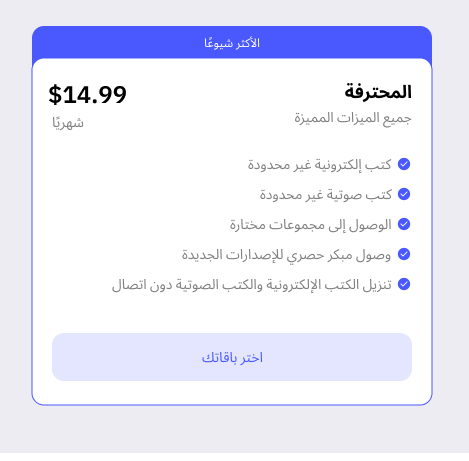 الأكثر شيوعًا
المحترفة
$14.99
جميع الميزات المميزة
شهريًا
كتب إلكترونية غير محدودة
كتب صوتية غير محدودة
الوصول إلى مجموعات مختارة
وصول مبكر حصري للإصدارات الجديدة
تنزيل الكتب الإلكترونية والكتب الصوتية دون اتصال
اختر باقاتك